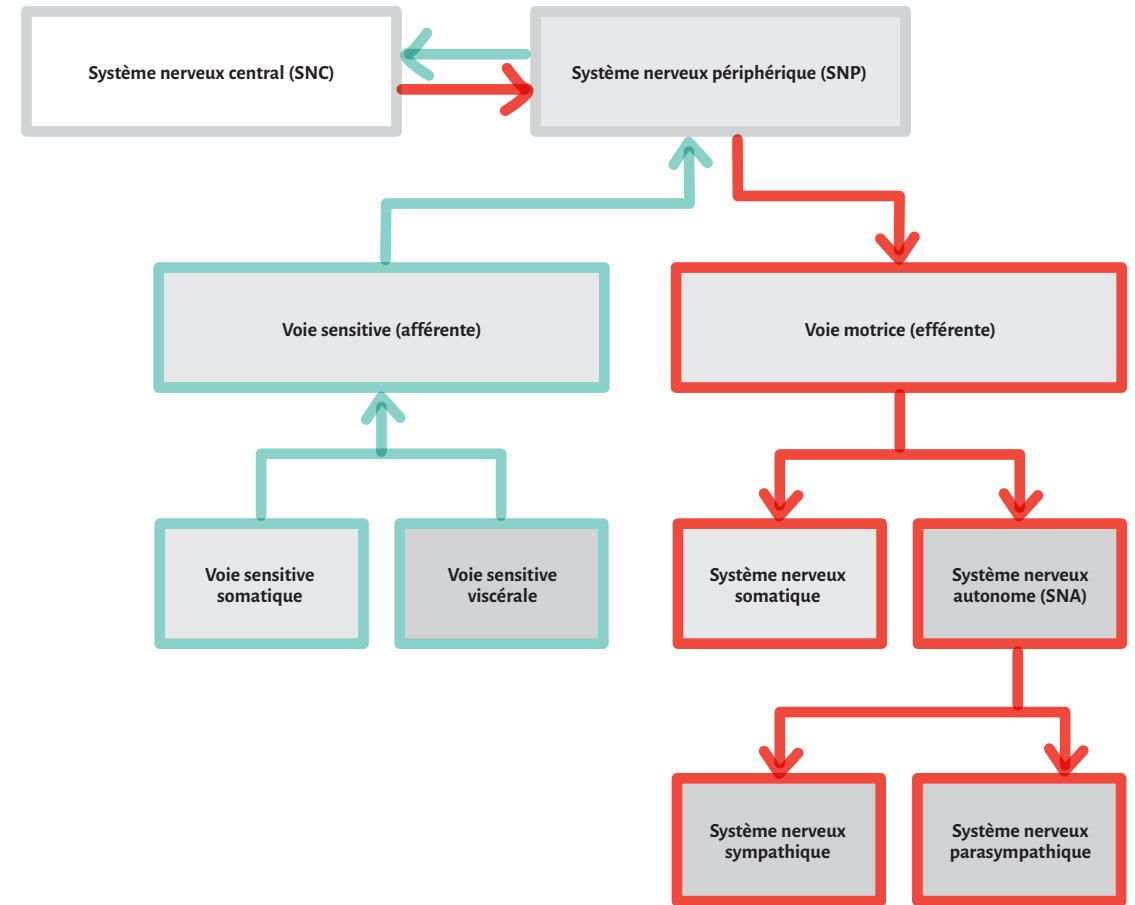 Système nerveux central (SNC)
Système nerveux périphérique (SNP)
Voie sensitive (afférente)
Voie motrice (efférente)
Voie sensitive
somatique
Voie sensitive
viscérale
Système nerveux
somatique
Système nerveux
autonome (SNA)
Système nerveux
sympathique
Système nerveux
parasympathique